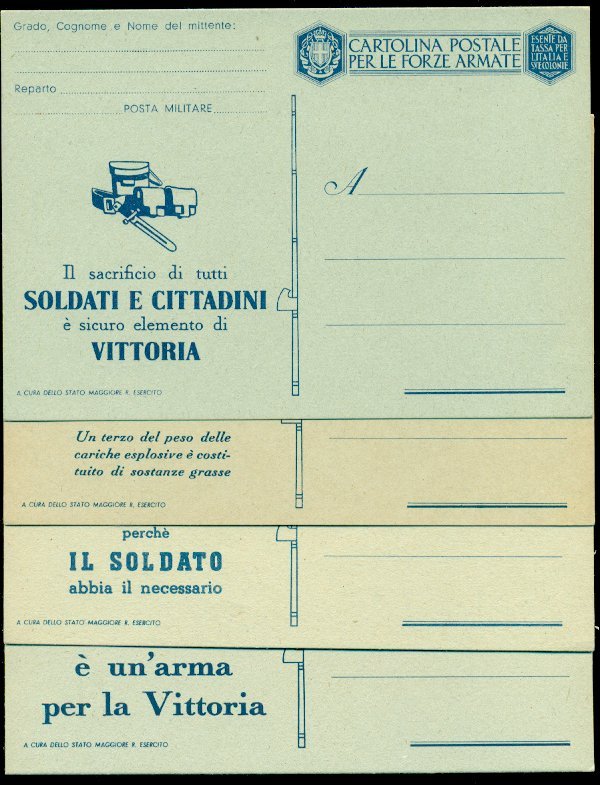 Grado, Cognome e Nome del mittente:
Reparto
POSTA MILITARE
CARTOLINA POSTALE
PER LE FORZE ARMATE
ESENTE DA
TASSA PER
L'ITALIA E
SVE COLONIE
A
Il sacrificio di tutti
SOLDATI E CITTADINI
è sicuro elemento di
VITTORIA
A CURA DELLO STATO MAGGIORE R. ESERCITO
Un terzo del peso delle
cariche esplosive è costi-
tuito di sostanze grasse
A CURA DELLO STATO MAGGIORE R. ESERCITO
perchè
IL SOLDATO
abbia il necessario
A CURA DELLO STATO MAGGIORE R. ESERCITO
è un'arma
per la Vittoria
A CURA DELLO STATO MAGGIORE R. ESERCITO